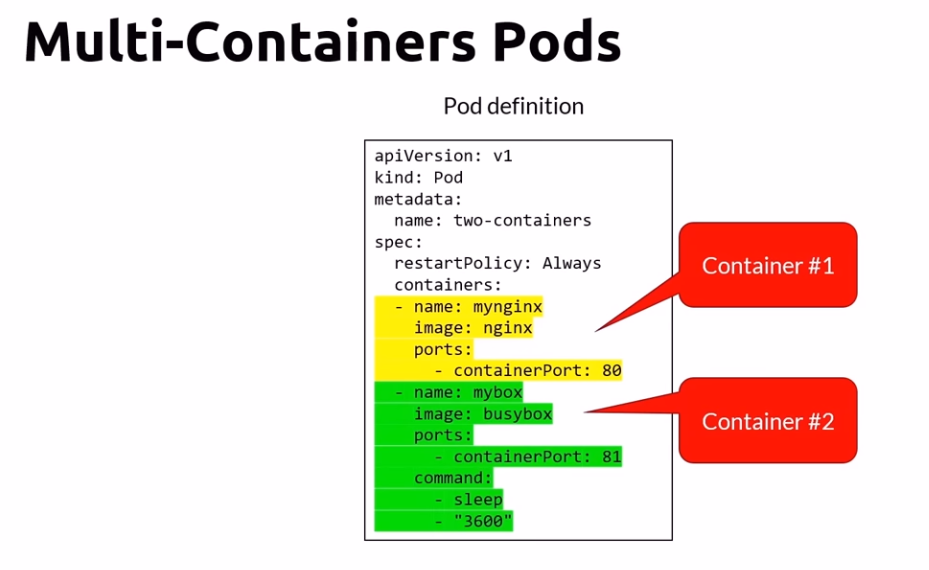 Multi-Containers Pods
Pod definition
apiVersion: v1
kind: Pod
metadata:
  name: two-containers
spec:
  restartPolicy: Always
  containers:
  - name: mynginx
    image: nginx
    ports:
      - containerPort: 80
  - name: mybox
    image: busybox
    ports:
      - containerPort: 81
    command:
      - sleep
      - "3600"
Container #1
Container #2